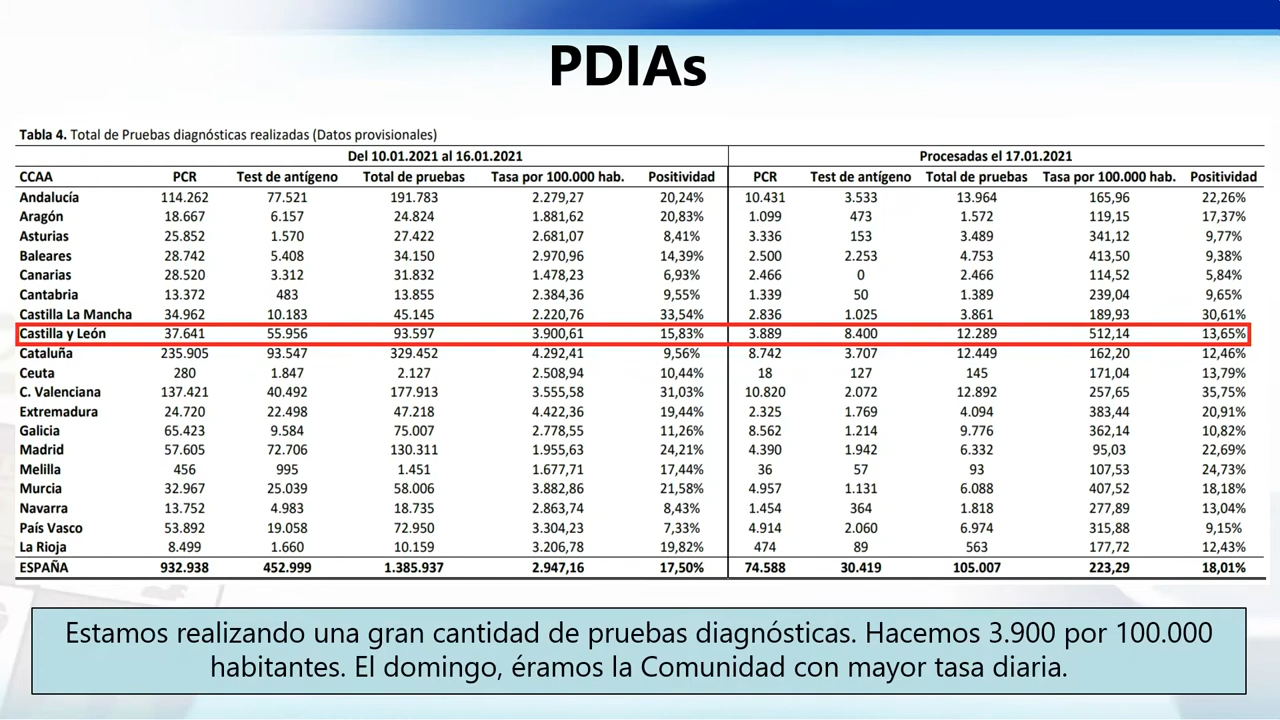 PDIAs
Tabla 4. Total de Pruebas diagnósticas realizadas (Datos provisionales)
Del 10.01.2021 al 16.01.2021 Procesadas el 17.01.2021
CCAA PCR Test de antígeno Total de pruebas Tasa por 100.000 hab. Positividad PCR Test de antígeno Total de pruebas Tasa por 100.000 hab. Positividad
Andalucía 114.262 77.521 191.783 2.279,27 20,24% 10.431 3.533 13.964 165,96 22,26%
Aragón 18.667 6.157 24.824 1.881,62 20,83% 1.099 473 1.572 119,15 17,37%
Asturias 25.852 1.570 27.422 2.681,07 8,41% 3.336 153 3.489 341,12 9,77%
Baleares 28.742 5.408 34.150 2.970,96 14,39% 2.500 2.253 4.753 413,50 9,38%
Canarias 28.520 3.312 31.832 1.478,23 6,93% 2.466 0 2.466 114,52 5,84%
Cantabria 13.372 483 13.855 2.384,36 9,55% 1.339 50 1.389 239,04 9,65%
Castilla La Mancha 34.962 10.183 45.145 2.220,76 33,54% 2.836 1.025 3.861 189,93 30,61%
Castilla y León 37.641 55.956 93.597 3.900,61 15,83% 3.889 8.400 12.289 512,14 13,65%
Cataluña 235.905 93.547 329.452 4.292,41 9,56% 8.742 3.707 12.449 162,20 12,46%
Ceuta 280 1.847 2.127 2.508,94 10,44% 18 127 145 171,04 13,79%
C. Valenciana 137.421 40.492 177.913 3.555,58 31,03% 10.820 2.072 12.892 257,65 35,75%
Extremadura 24.720 22.498 47.218 4.422,36 19,44% 2.325 1.769 4.094 383,44 20,91%
Galicia 65.423 9.584 75.007 2.778,55 11,26% 8.562 1.214 9.776 362,14 10,82%
Madrid 57.605 72.706 130.311 1.955,63 24,21% 4.390 1.942 6.332 95,03 22,69%
Melilla 456 995 1.451 1.677,71 17,44% 36 57 93 107,53 24,73%
Murcia 32.967 25.039 58.006 3.882,86 21,58% 4.957 1.131 6.088 407,52 18,18%
Navarra 13.752 4.983 18.735 2.863,74 8,43% 1.454 364 1.818 277,89 13,04%
País Vasco 53.892 19.058 72.950 3.304,23 7,33% 4.914 2.060 6.974 315,88 9,15%
La Rioja 8.499 1.660 10.159 3.206,78 19,82% 474 89 563 177,72 12,43%
ESPAÑA 932.938 452.999 1.385.937 2.947,16 17,50% 74.588 30.419 105.007 223,29 18,01%
Estamos realizando una gran cantidad de pruebas diagnósticas. Hacemos 3.900 por 100.000
habitantes. El domingo, éramos la Comunidad con mayor tasa diaria.